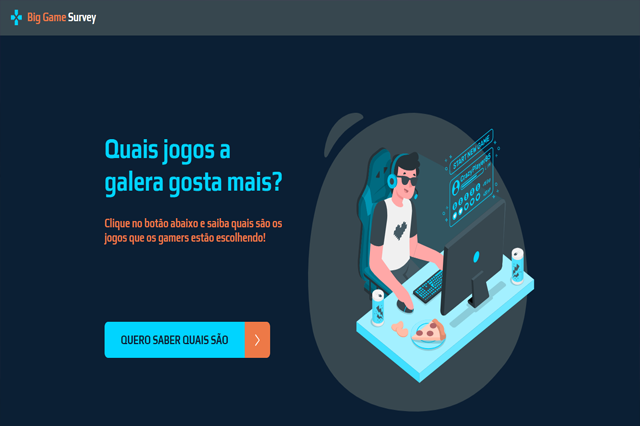 Big Game Survey
Quais jogos a
galera gosta mais?
Clique no botão abaixo e saiba quais são os
jogos que os gamers estão escolhendo!
QUERO SABER QUAIS SÃO
START NEW GAME